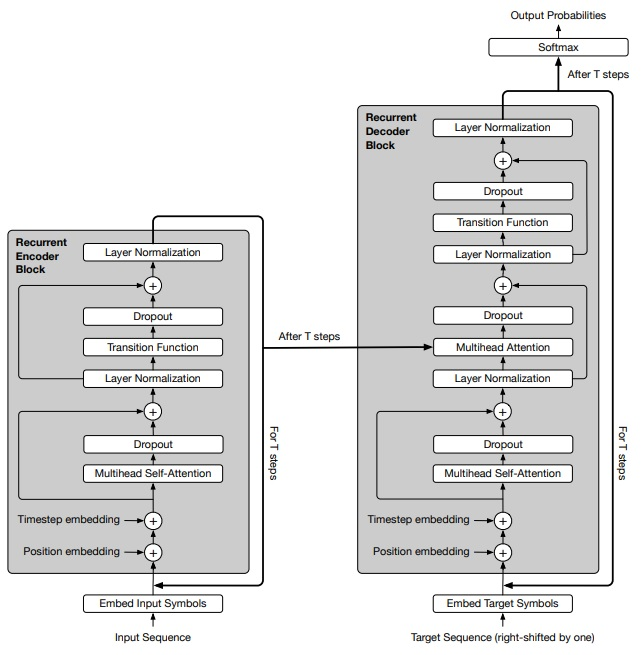 Output Probabilities
Softmax
After T steps
Recurrent
Decoder
Block
Layer Normalization
+
Dropout
Transition Function
Layer Normalization
+
Dropout
Multihead Attention
Layer Normalization
+
Dropout
Multihead Self-Attention
Timestep embedding
+
Position embedding
+
For T steps
Embed Target Symbols
Target Sequence (right-shifted by one)
After T steps
Recurrent
Encoder
Block
Layer Normalization
+
Dropout
Transition Function
Layer Normalization
+
Dropout
Multihead Self-Attention
Timestep embedding
+
Position embedding
+
For T steps
Embed Input Symbols
Input Sequence